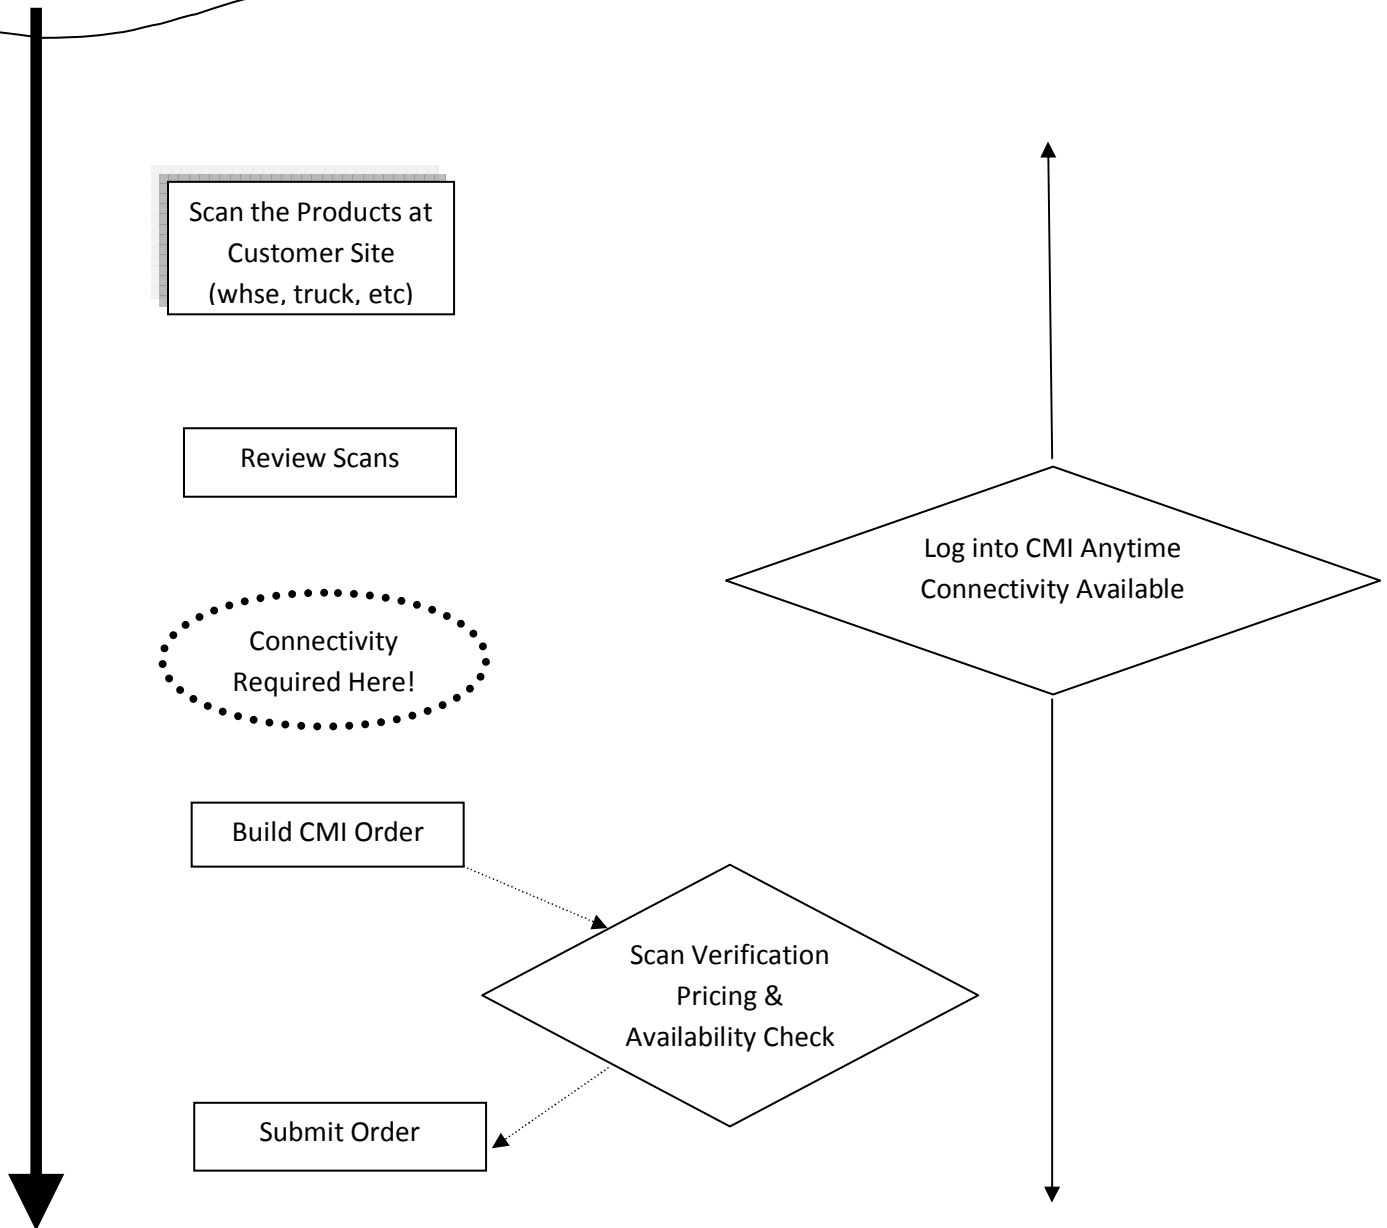 Scan the Products at
Customer Site
(whse, truck, etc)
Review Scans
Log into CMI Anytime
Connectivity Available
Connectivity
Required Here!
Build CMI Order
Scan Verification
Pricing &
Availability Check
Submit Order